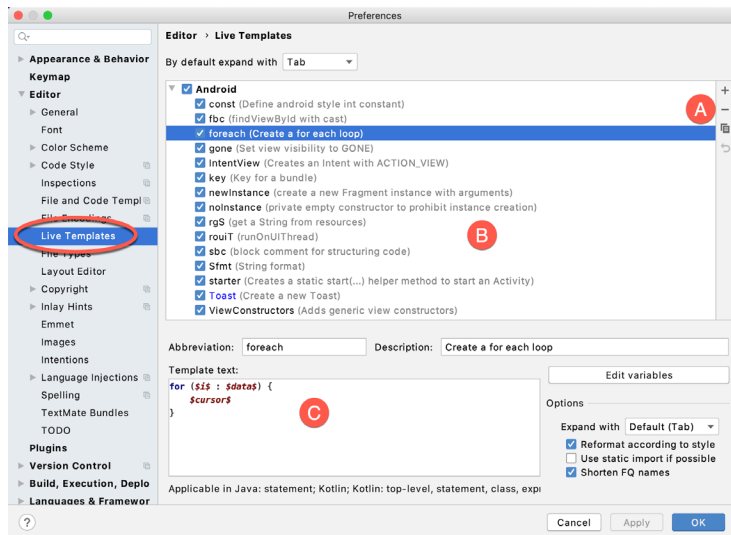 Preferences
Editor › Live Templates
By default expand with Tab
Appearance & Behavior
Keymap
Editor
General
Font
Color Scheme
Code Style
Inspections
File and Code Templ
File Encodings
Live Templates
File Types
Layout Editor
Copyright
Inlay Hints
Emmet
Images
Intentions
Language Injections
Spelling
TextMate Bundles
TODO
Plugins
Version Control
Build, Execution, Deplo
Languages & Framewor
Android
const (Define android style int constant)
fbc (findViewById with cast)
foreach (Create a for each loop)
gone (Set view visibility to GONE)
IntentView (Creates an Intent with ACTION_VIEW)
key (Key for a bundle)
newInstance (create a new Fragment instance with arguments)
noInstance (private empty constructor to prohibit instance creation)
rgS (get a String from resources)
rouiT (runOnUIThread)
sbc (block comment for structuring code)
Sfmt (String format)
starter (Creates a static start(...) helper method to start an Activity)
Toast (Create a new Toast)
ViewConstructors (Adds generic view constructors)
A
B
Abbreviation: foreach Description: Create a for each loop
Template text:
for ($i$ : $data$) {
$cursor$
}
C
Edit variables
Options
Expand with Default (Tab)
Reformat according to style
Use static import if possible
Shorten FQ names
Applicable in Java: statement; Kotlin; Kotlin: top-level, statement, class, expr
?
Cancel Apply OK